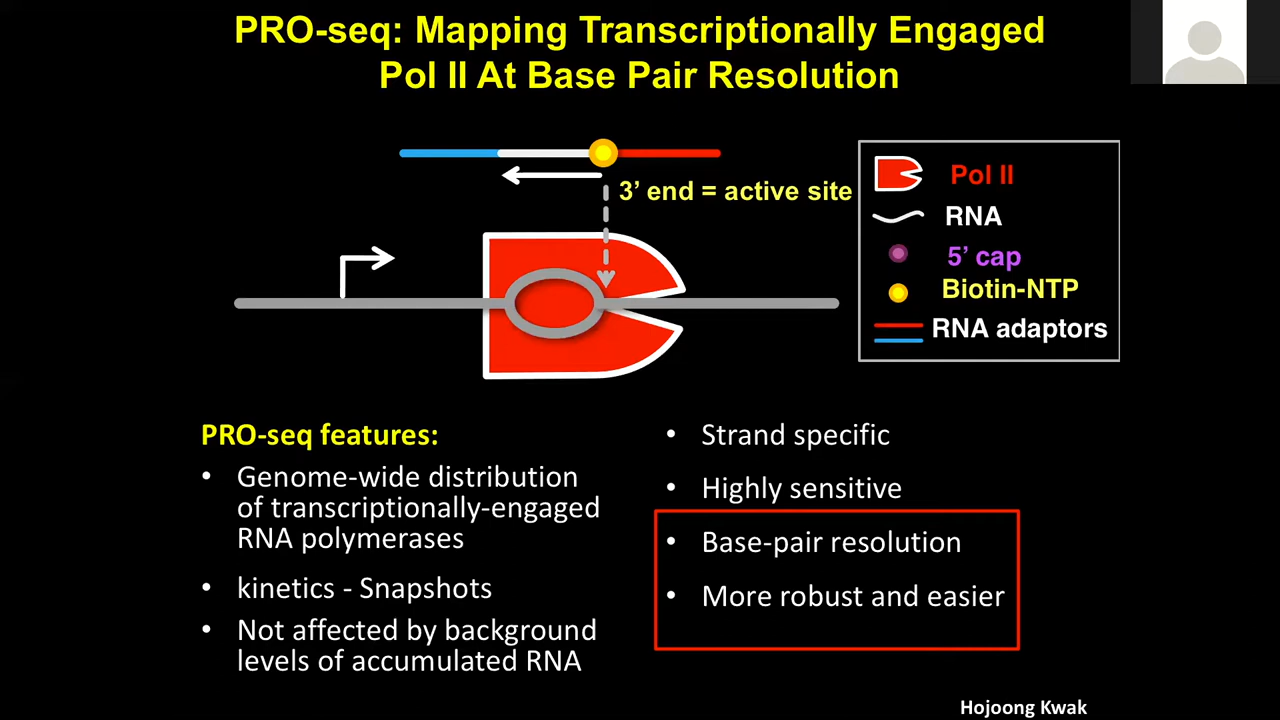 PRO-seq: Mapping Transcriptionally Engaged
Pol II At Base Pair Resolution
3’ end = active site
Pol II
RNA
5’ cap
Biotin-NTP
RNA adaptors
PRO-seq features:
• Genome-wide distribution
of transcriptionally-engaged
RNA polymerases
• kinetics - Snapshots
• Not affected by background
levels of accumulated RNA
• Strand specific
• Highly sensitive
• Base-pair resolution
• More robust and easier
Hojoong Kwak